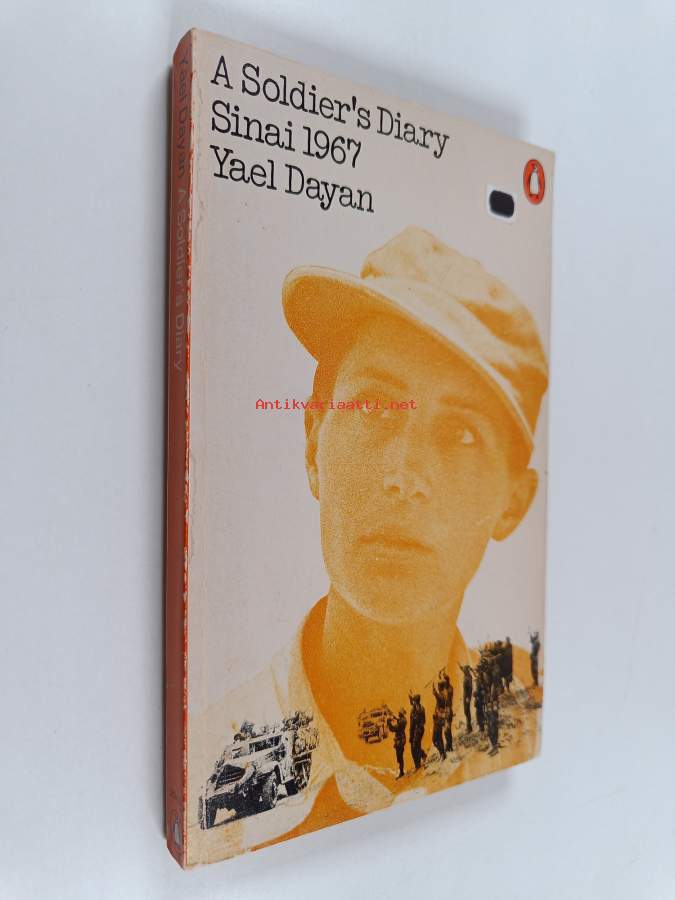 A Soldier's Diary
Sinai 1967
Yael Dayan
Yael Dayan A Soldier's Diary
Antikvariaatti.net